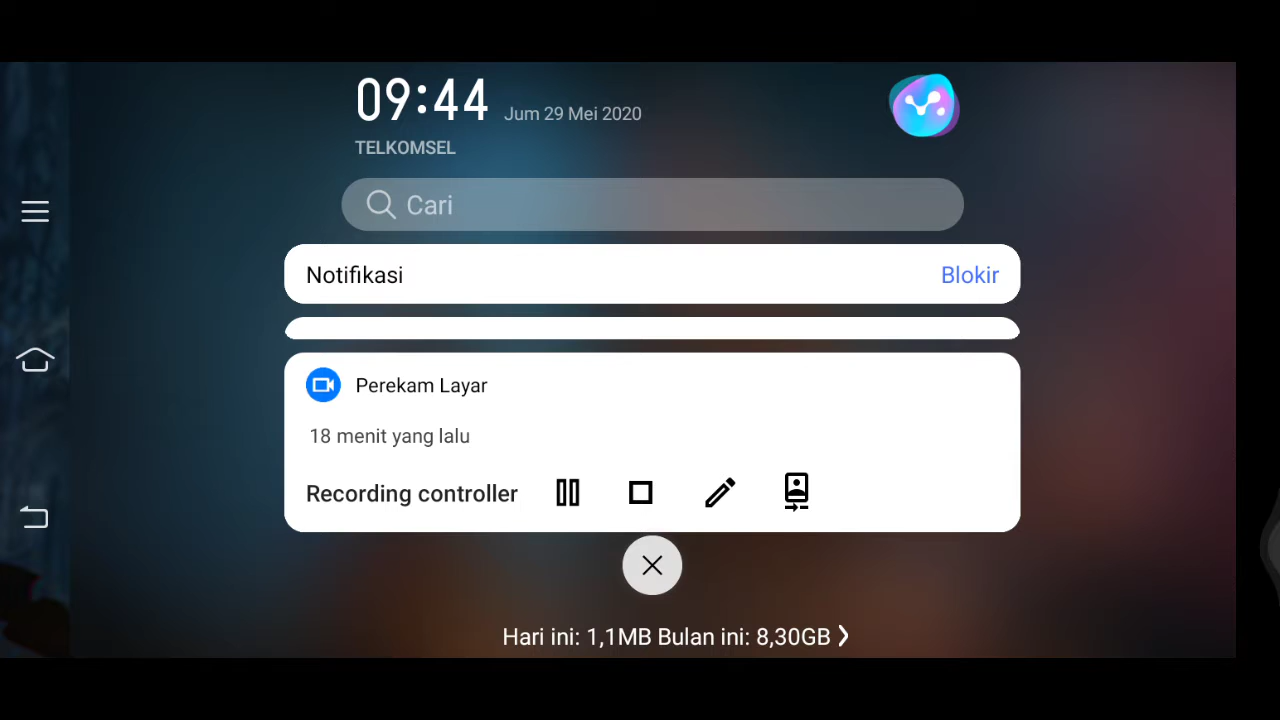 09:44 Jum 29 Mei 2020
TELKOMSEL
Cari
Notifikasi Blokir
Perekam Layar
18 menit yang lalu
Recording controller
Hari ini: 1,1MB Bulan ini: 8,30GB